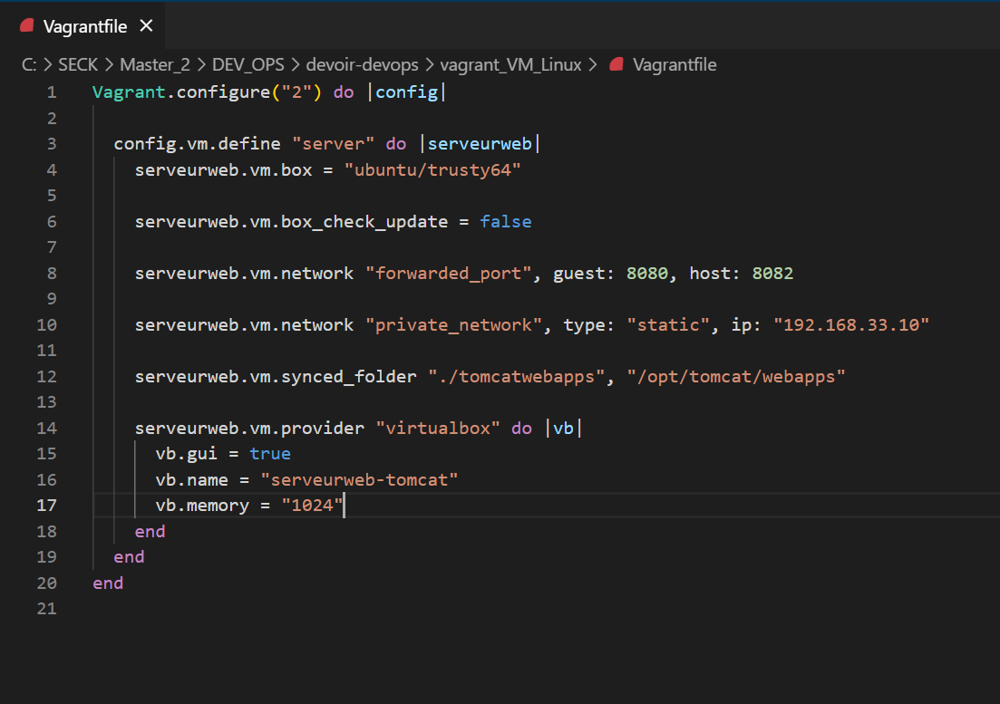 Vagrantfile
C: > SECK > Master_2 > DEV_OPS > devoir-devops > vagrant_VM_Linux > Vagrantfile
1 Vagrant.configure("2") do |config|
2
3   config.vm.define "server" do |serveurweb|
4     serveurweb.vm.box = "ubuntu/trusty64"
5
6     serveurweb.vm.box_check_update = false
7
8     serveurweb.vm.network "forwarded_port", guest: 8080, host: 8082
9
10     serveurweb.vm.network "private_network", type: "static", ip: "192.168.33.10"
11
12     serveurweb.vm.synced_folder "./tomcatwebapps", "/opt/tomcat/webapps"
13
14     serveurweb.vm.provider "virtualbox" do |vb|
15       vb.gui = true
16       vb.name = "serveurweb-tomcat"
17       vb.memory = "1024"
18     end
19   end
20 end
21